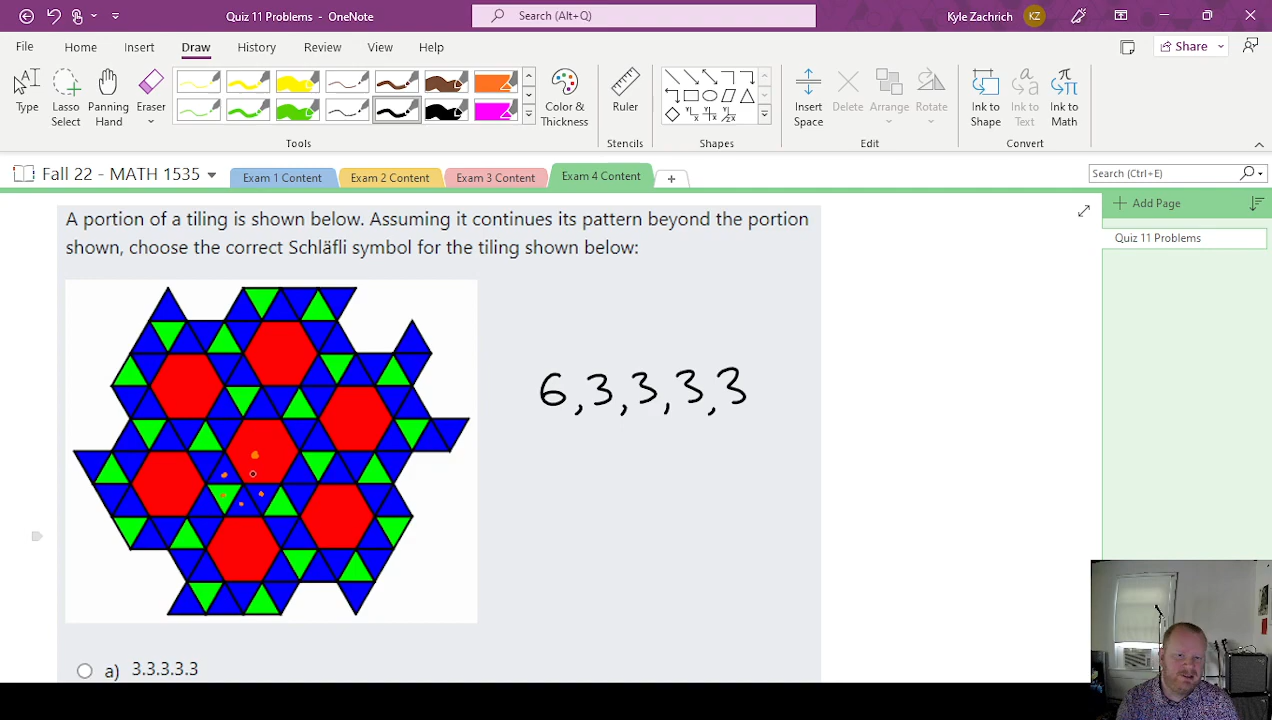 Quiz 11 Problems - OneNote
Search (Alt+Q)
Kyle Zachrich
KZ
File
Home
Insert
Draw
History
Review
View
Help
Share
Type
Lasso Select
Panning Hand
Eraser
Color & Thickness
Ruler
Insert Space
Delete
Arrange
Rotate
Ink to Shape
Ink to Text
Ink to Math
Tools
Stencils
Shapes
Edit
Convert
Fall 22 - MATH 1535
Exam 1 Content
Exam 2 Content
Exam 3 Content
Exam 4 Content
Search (Ctrl+E)
Add Page
Quiz 11 Problems
A portion of a tiling is shown below. Assuming it continues its pattern beyond the portion
shown, choose the correct Schläfli symbol for the tiling shown below:
6,3,3,3,3
a) 3.3.3.3.3